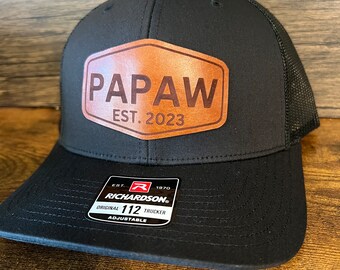 PAPAW
EST. 2023
EST. R 1970
RICHARDSON
ORIGINAL 112 TRUCKER
ADJUSTABLE